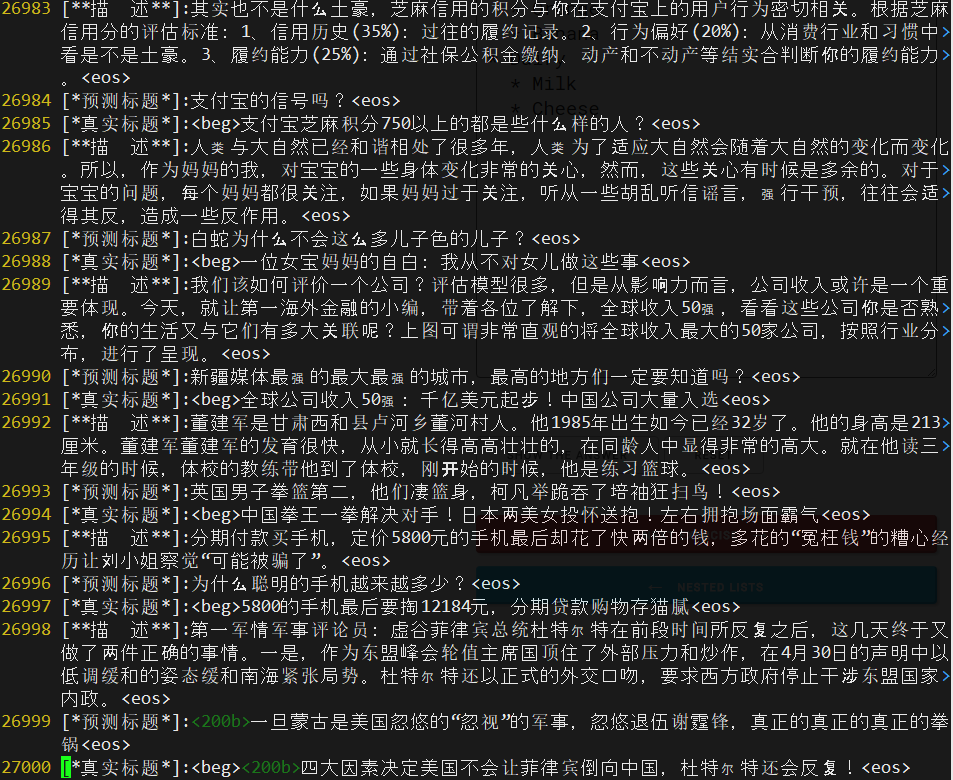 26983 [**描　述**]:其实也不是什么土豪，芝麻信用的积分与你在支付宝上的用户行为密切相关。根据芝麻
信用分的评估标准：1、信用历史(35%)：过往的履约记录。2、行为偏好(20%)：从消费行业和习惯中
看是不是土豪。3、履约能力(25%)：通过社保公积金缴纳，动产和不动产等结实合判断你的履约能力
。<eos>
26984 [*预测标题*]:支付宝的信号吗？<eos>
26985 [*真实标题*]:<beg>支付宝芝麻积分750以上的都是些什么样的人？<eos>
26986 [**描　述**]:人类与大自然已经和谐相处了很多年，人类为了适应大自然会随着大自然的变化而变化
。所以，作为妈妈的我，对宝宝的一些身体变化非常的关心，然而，这些关心有时候是多余的。对于
宝宝的问题，每个妈妈都很关注，如果妈妈过于关注，听从一些胡乱听信谣言，强行干预，往往会适
得其反，造成一些反作用。<eos>
26987 [*预测标题*]:白蛇为什么不会这么多儿子色的儿子？<eos>
26988 [*真实标题*]:<beg>一位女宝妈妈的自白：我从不对女儿做这些事<eos>
26989 [**描　述**]:我们该如何评价一个公司？评估模型很多，但是从影响力而言，公司收入或许是一个重
要体现。今天，就让第一海外金融的小编，带着各位了解下，全球收入50强，看看这些公司你是否熟
悉，你的生活又与它们有多大关联呢？上图可谓非常直观的将全球收入最大的50家公司，按照行业分
布，进行了呈现。<eos>
26990 [*预测标题*]:新疆媒体最强的最大最强的城市，最高的地方们一定要知道吗？<eos>
26991 [*真实标题*]:<beg>全球公司收入50强：千亿美元起步！中国公司大量入选<eos>
26992 [**描　述**]:董建军是甘肃西和县卢河乡董河村人。他1985年出生如今已经32岁了。他的身高是213
厘米。董建军董建军的发育很快，从小就长得高高壮壮的，在同龄人中显得非常的高大。就在他读三
年级的时候，体校的教练带他到了体校，刚开始的时候，他是练习篮球。<eos>
26993 [*预测标题*]:英国男子拳篮第二，他们凄篮身，柯凡举跪吞了培袖狂扫鸟！<eos>
26994 [*真实标题*]:<beg>中国拳王一拳解决对手！日本两美女投怀送抱！左右拥抱场面霸气<eos>
26995 [**描　述**]:分期付款买手机，定价5800元的手机最后却花了快两倍的钱，多花的“冤枉钱”的糟心经
历让刘小姐察觉“可能被骗了”。<eos>
26996 [*预测标题*]:为什么聪明的手机越来越多少？<eos>
26997 [*真实标题*]:<beg>5800的手机最后要掏12184元，分期贷款购物存猫腻<eos>
26998 [**描　述**]:第一军情军事评论员：虚谷菲律宾总统杜特尔特在前段时间所反复之后，这几天终于又
做了两件正确的事情。一是，作为东盟峰会轮值主席国顶住了外部压力和炒作，在4月30日的声明中以
低调缓和的姿态缓和南海紧张局势。杜特尔特还以正式的外交口吻，要求西方政府停止干涉东盟国家
内政。<eos>
26999 [*预测标题*]:<200b>一旦蒙古是美国忽悠的“忽视”的军事，忽悠退伍谢霆锋，真正的真正的真正的拳
锅<eos>
27000 [*真实标题*]:<beg><200b>四大因素决定美国不会让菲律宾倒向中国，杜特尔特还会反复！<eos>
* Milk
* Cheese
NESTED LISTS